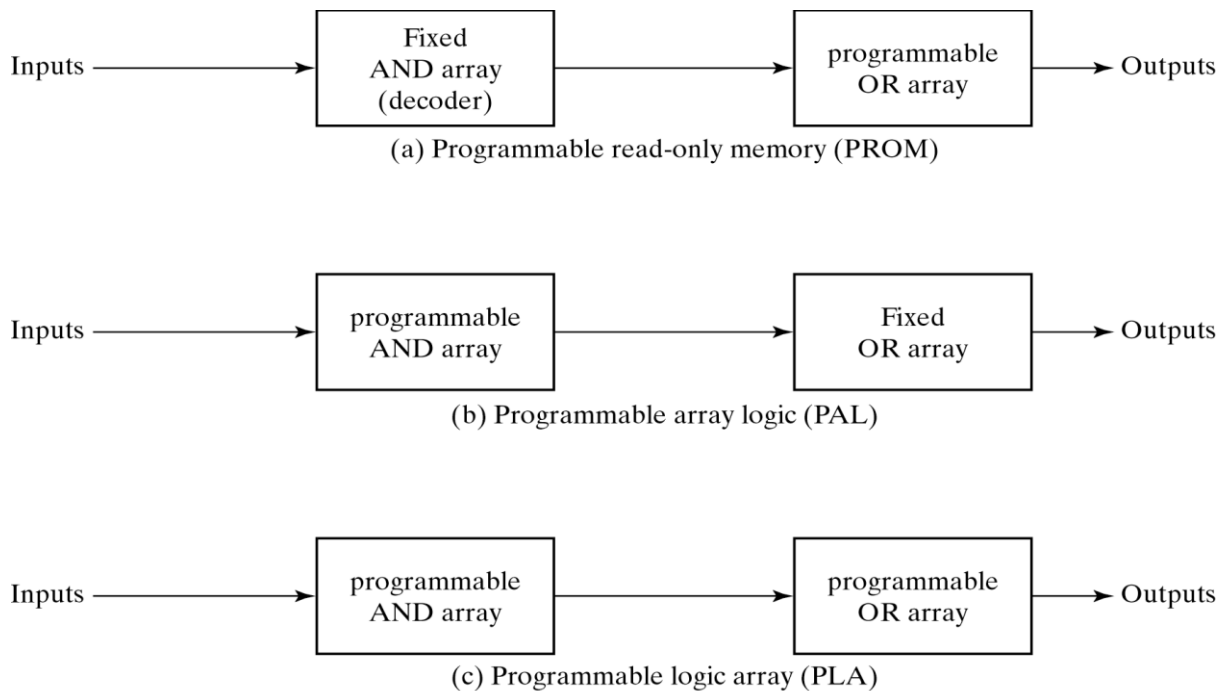 Inputs
Fixed
AND array
(decoder)
programmable
OR array
Outputs
(a) Programmable read-only memory (PROM)
Inputs
programmable
AND array
Fixed
OR array
Outputs
(b) Programmable array logic (PAL)
Inputs
programmable
AND array
programmable
OR array
Outputs
(c) Programmable logic array (PLA)